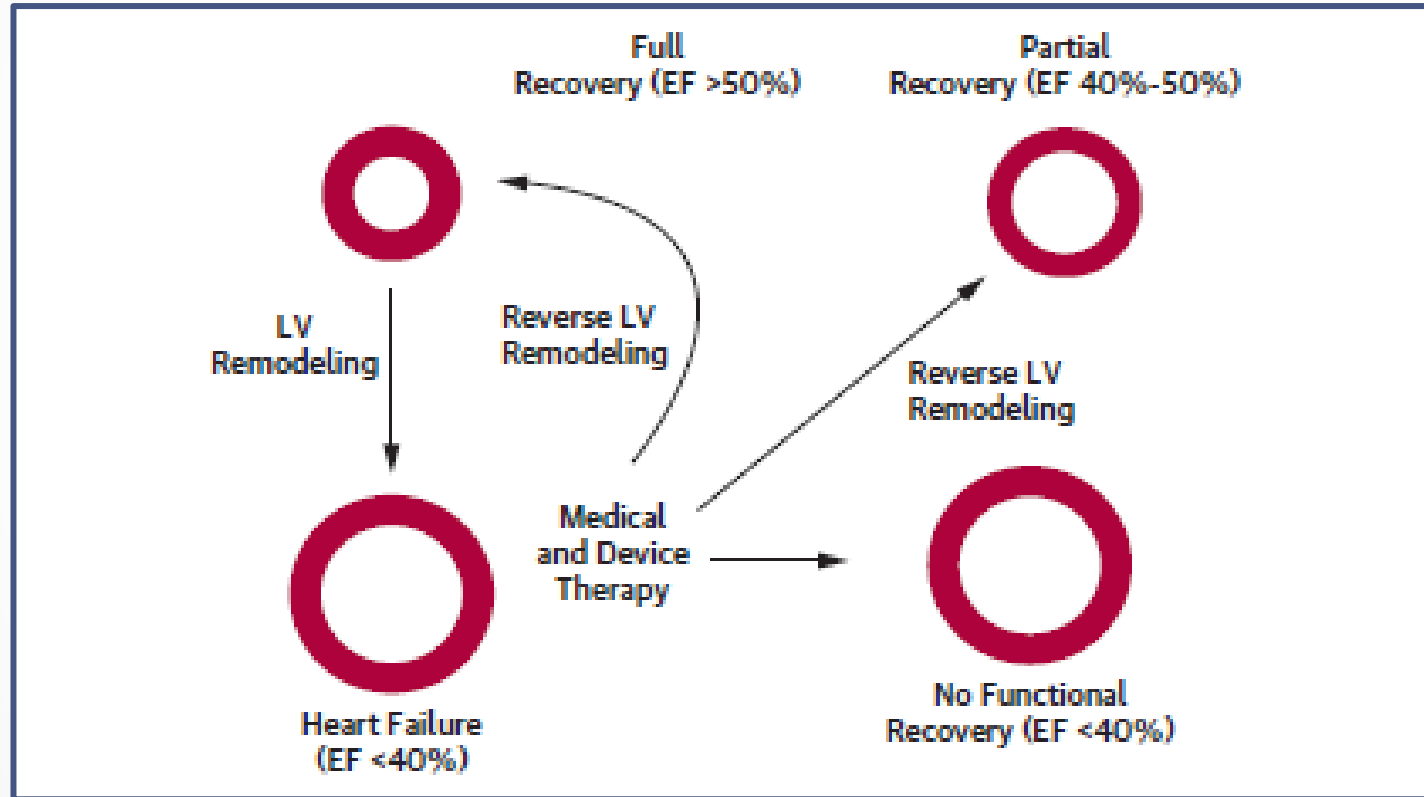 Full
Recovery (EF >50%)
Partial
Recovery (EF 40%-50%)
LV
Remodeling
Reverse LV
Remodeling
Reverse LV
Remodeling
Medical
and Device
Therapy
Heart Failure
(EF <40%)
No Functional
Recovery (EF <40%)